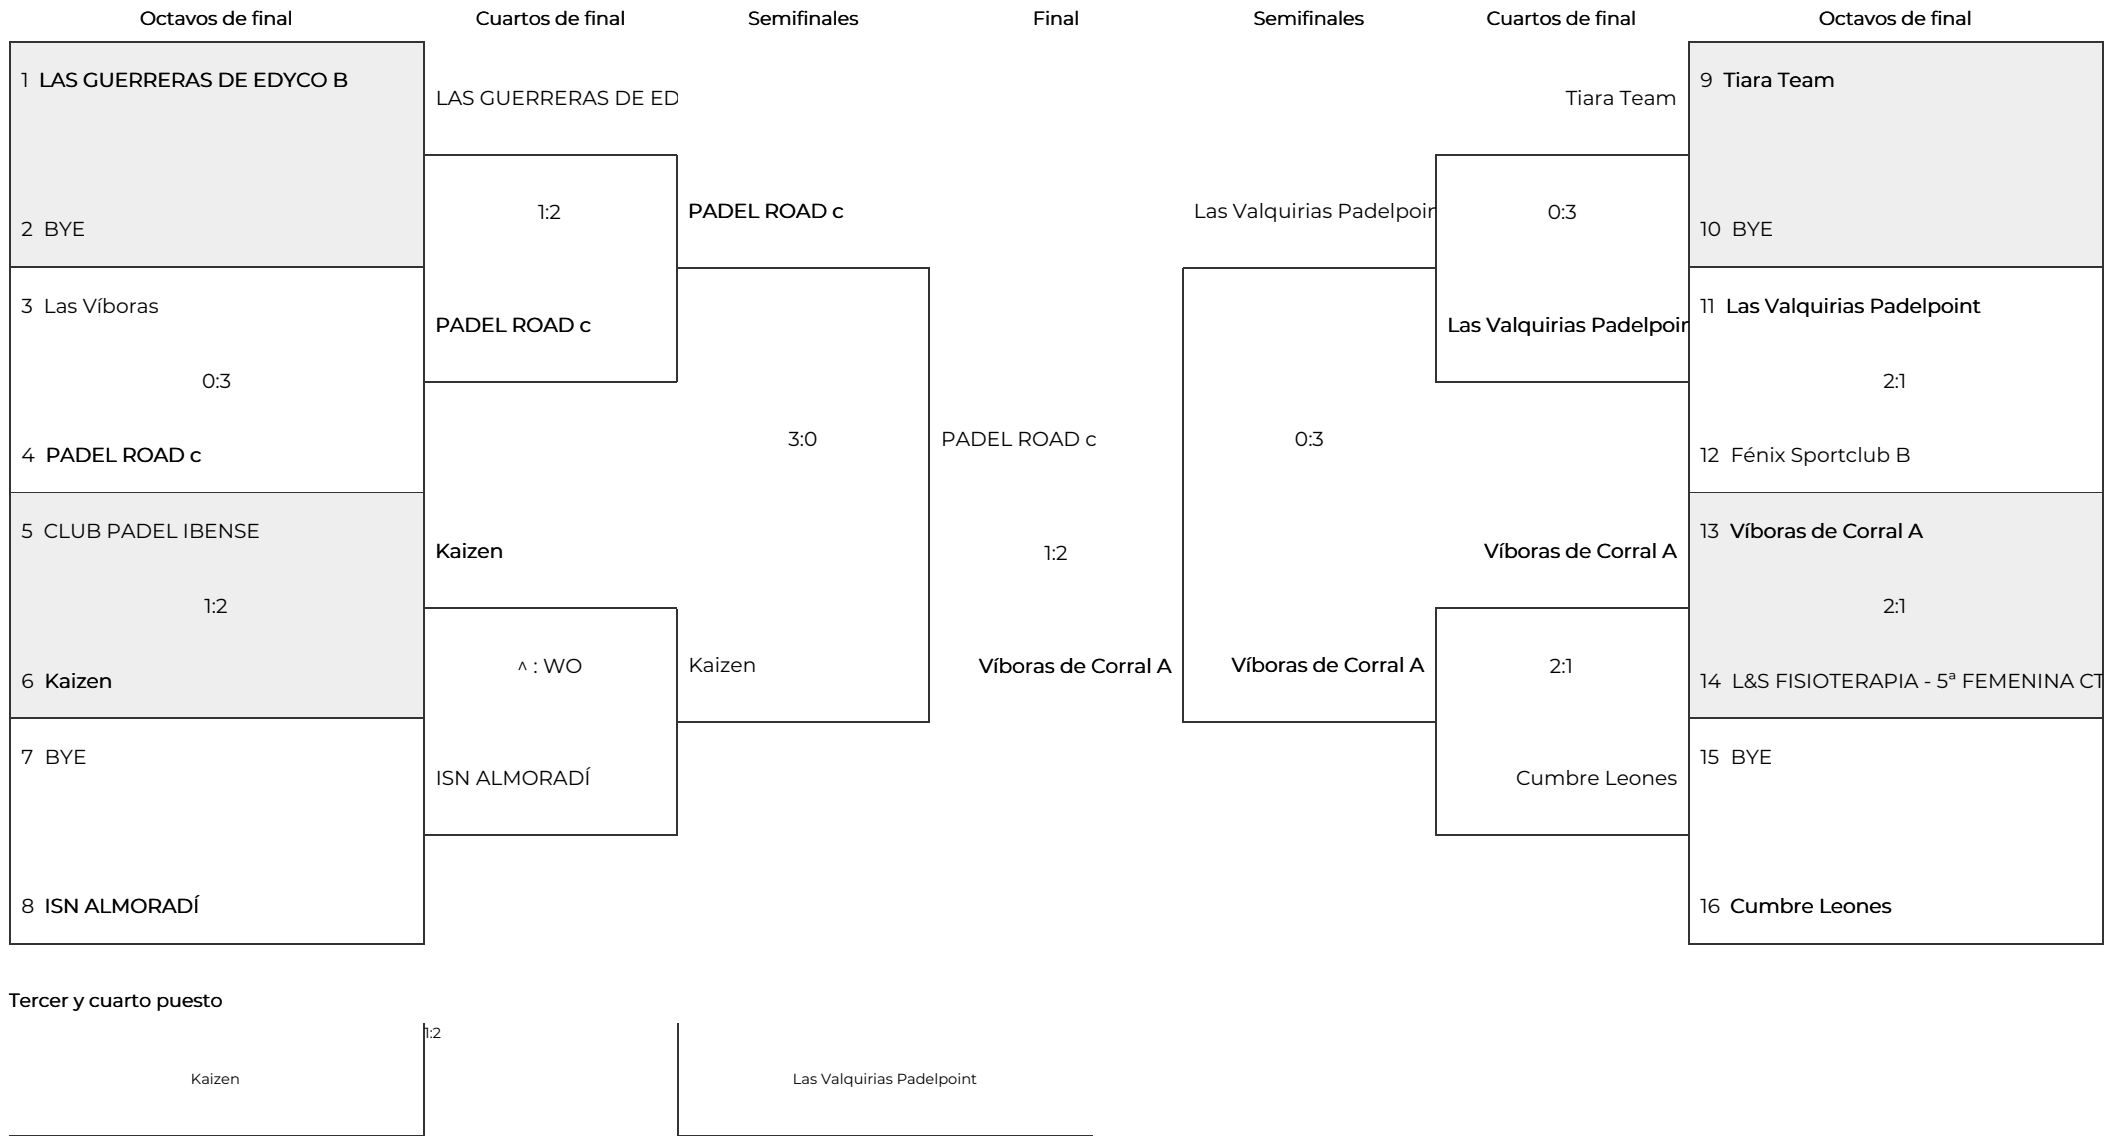 Octavos de final
Cuartos de final
Semifinales
Final
Semifinales
Cuartos de final
Octavos de final
1 LAS GUERRERAS DE EDYCO B
2 BYE
3 Las Víboras
0:3
4 PADEL ROAD c
5 CLUB PADEL IBENSE
1:2
6 Kaizen
7 BYE
8 ISN ALMORADÍ
LAS GUERRERAS DE ED
1:2
PADEL ROAD c
Kaizen
^ : WO
ISN ALMORADÍ
PADEL ROAD c
3:0
Kaizen
PADEL ROAD c
1:2
Víboras de Corral A
Las Valquirias Padelpoin
0:3
Víboras de Corral A
Tiara Team
0:3
Las Valquirias Padelpoin
Víboras de Corral A
2:1
Cumbre Leones
9 Tiara Team
10 BYE
11 Las Valquirias Padelpoint
2:1
12 Fénix Sportclub B
13 Víboras de Corral A
2:1
14 L&S FISIOTERAPIA - 5ª FEMENINA CT
15 BYE
16 Cumbre Leones
Tercer y cuarto puesto
Kaizen
1:2
Las Valquirias Padelpoint